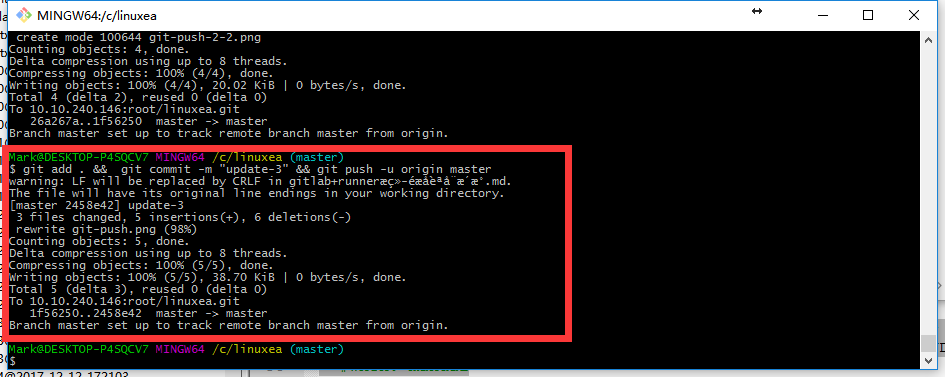 MINGW64:/c/linuxea
create mode 100644 git-push-2-2.png
Counting objects: 4, done.
Delta compression using up to 8 threads.
Compressing objects: 100% (4/4), done.
Writing objects: 100% (4/4), 20.02 KiB | 0 bytes/s, done.
Total 4 (delta 2), reused 0 (delta 0)
To 10.10.240.146:root/linuxea.git
26a267a..1f56250  master -> master
Branch master set up to track remote branch master from origin.
Mark@DESKTOP-P4SQCV7 MINGW64 /c/linuxea (master)
$ git add . &&  git commit -m "update-3" && git push -u origin master
warning: LF will be replaced by CRLF in
The file will have its original line endings in your working directory.
[master 2458e42] update-3
3 files changed, 5 insertions(+), 6 deletions(-)
rewrite git-push.png (98%)
Counting objects: 5, done.
Delta compression using up to 8 threads.
Compressing objects: 100% (5/5), done.
Writing objects: 100% (5/5), 38.70 KiB | 0 bytes/s, done.
Total 5 (delta 3), reused 0 (delta 0)
To 10.10.240.146:root/linuxea.git
1f56250..2458e42  master -> master
Branch master set up to track remote branch master from origin.
Mark@DESKTOP-P4SQCV7 MINGW64 /c/linuxea (master)
$